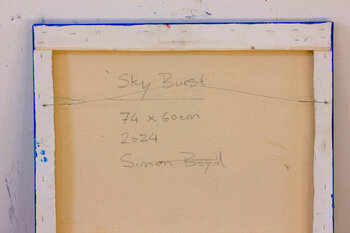 Sky Burst
74 x 60cm
2024
Simon Boyd